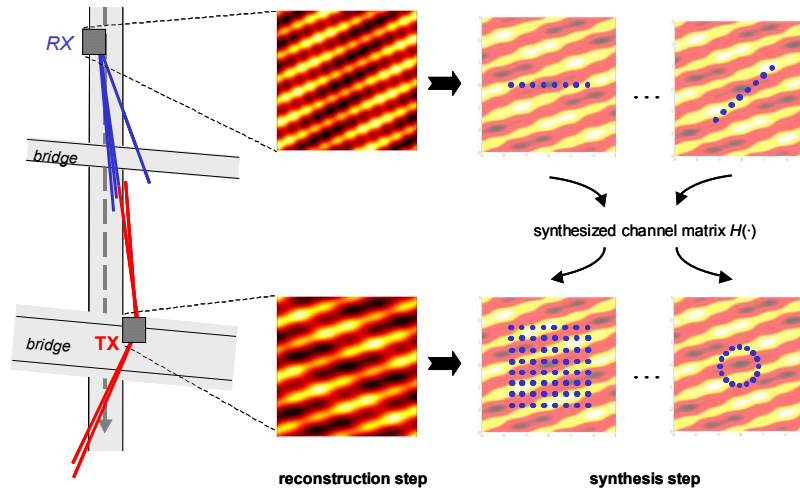 RX
bridge
. . .
synthesized channel matrix H(·)
bridge
TX
. . .
reconstruction step
synthesis step